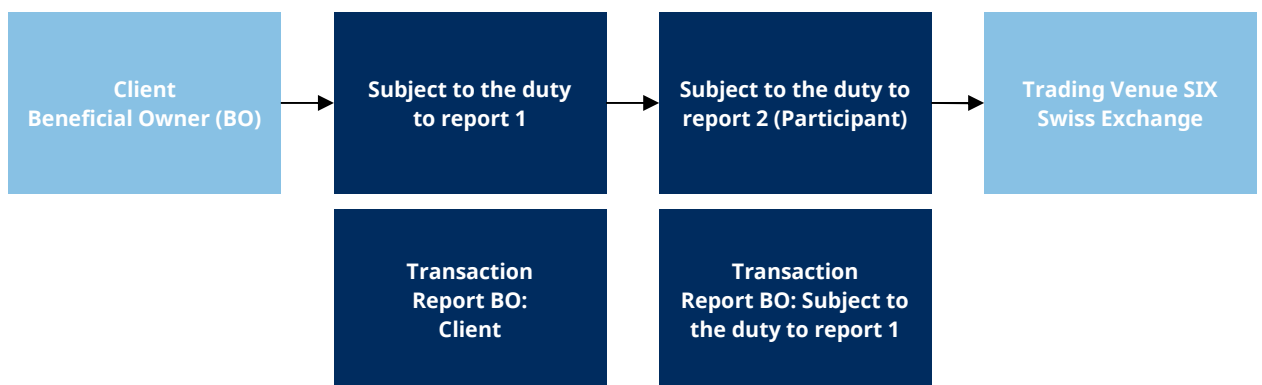 Client
Beneficial Owner (BO)
Subject to the duty
to report 1
Subject to the duty to
report 2 (Participant)
Trading Venue SIX
Swiss Exchange
Transaction
Report BO:
Client
Transaction
Report BO: Subject to
the duty to report 1